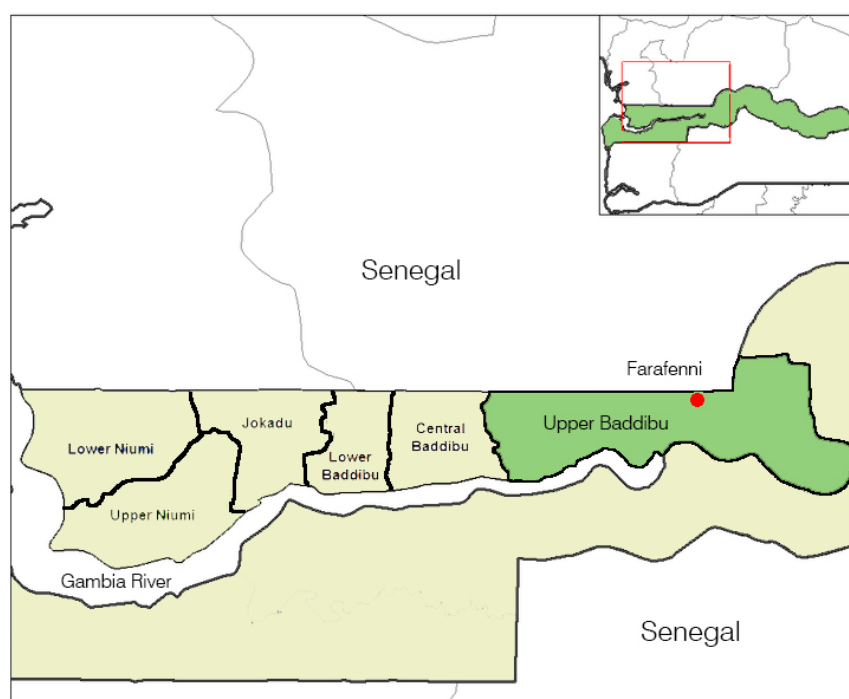 Senegal
Farafenni
Upper Baddibu
Jokadu
Central
Baddibu
Lower Niumi
Lower
Baddibu
Upper Niumi
Gambia River
Senegal